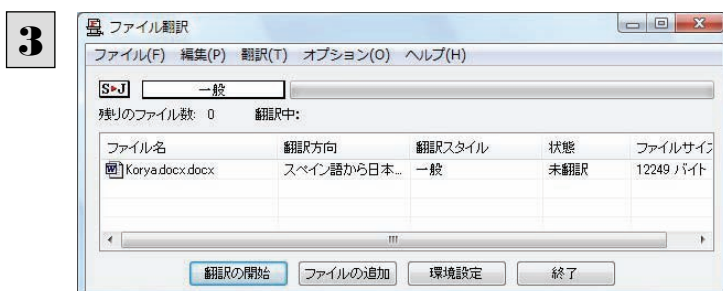 3
ファイル翻訳
ファイル(F) 編集(P) 翻訳(T) オプション(O) ヘルプ(H)
S▸J 一般
残りのファイル数: 0 翻訳中:
ファイル名 翻訳方向 翻訳スタイル 状態 ファイルサイズ
Korya.docx.docx スペイン語から日本... 一般 未翻訳 12249 バイト
翻訳の開始 ファイルの追加 環境設定 終了